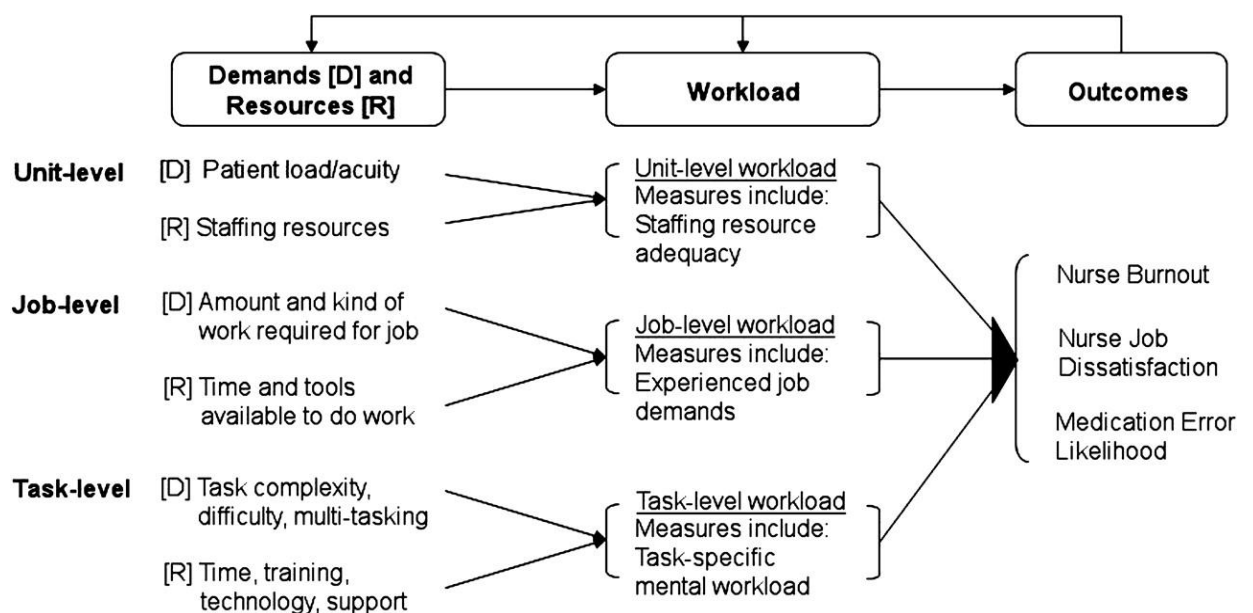 Demands [D] and
Resources [R]
Workload
Outcomes
Unit-level
[D] Patient load/acuity
[R] Staffing resources
Unit-level workload
Measures include:
Staffing resource
adequacy
Job-level
[D] Amount and kind of
work required for job
[R] Time and tools
available to do work
Job-level workload
Measures include:
Experienced job
demands
Task-level
[D] Task complexity,
difficulty, multi-tasking
[R] Time, training,
technology, support
Task-level workload
Measures include:
Task-specific
mental workload
Nurse Burnout
Nurse Job
Dissatisfaction
Medication Error
Likelihood